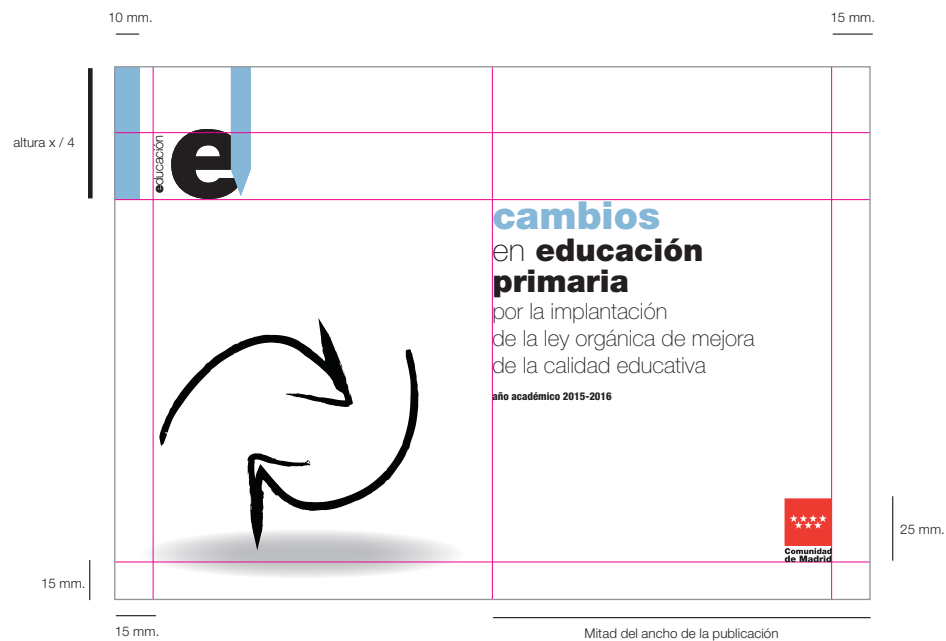 10 mm.
15 mm.
altura x / 4
educación
e
cambios
en educación
primaria
por la implantación
de la ley orgánica de mejora
de la calidad educativa
año académico 2015-2016
Comunidad
de Madrid
25 mm.
15 mm.
15 mm.
Mitad del ancho de la publicación